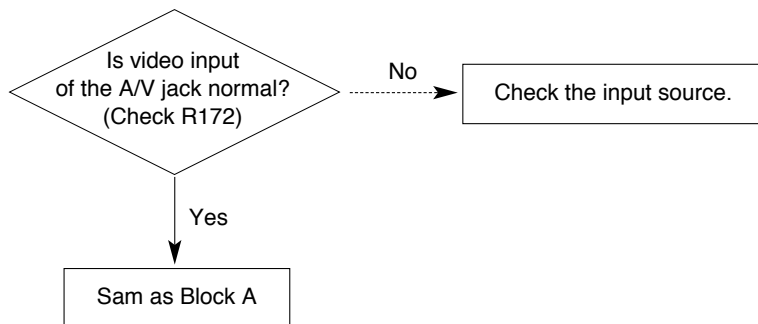 Is video input
of the A/V jack normal?
(Check R172)
No
Check the input source.
Yes
Sam as Block A